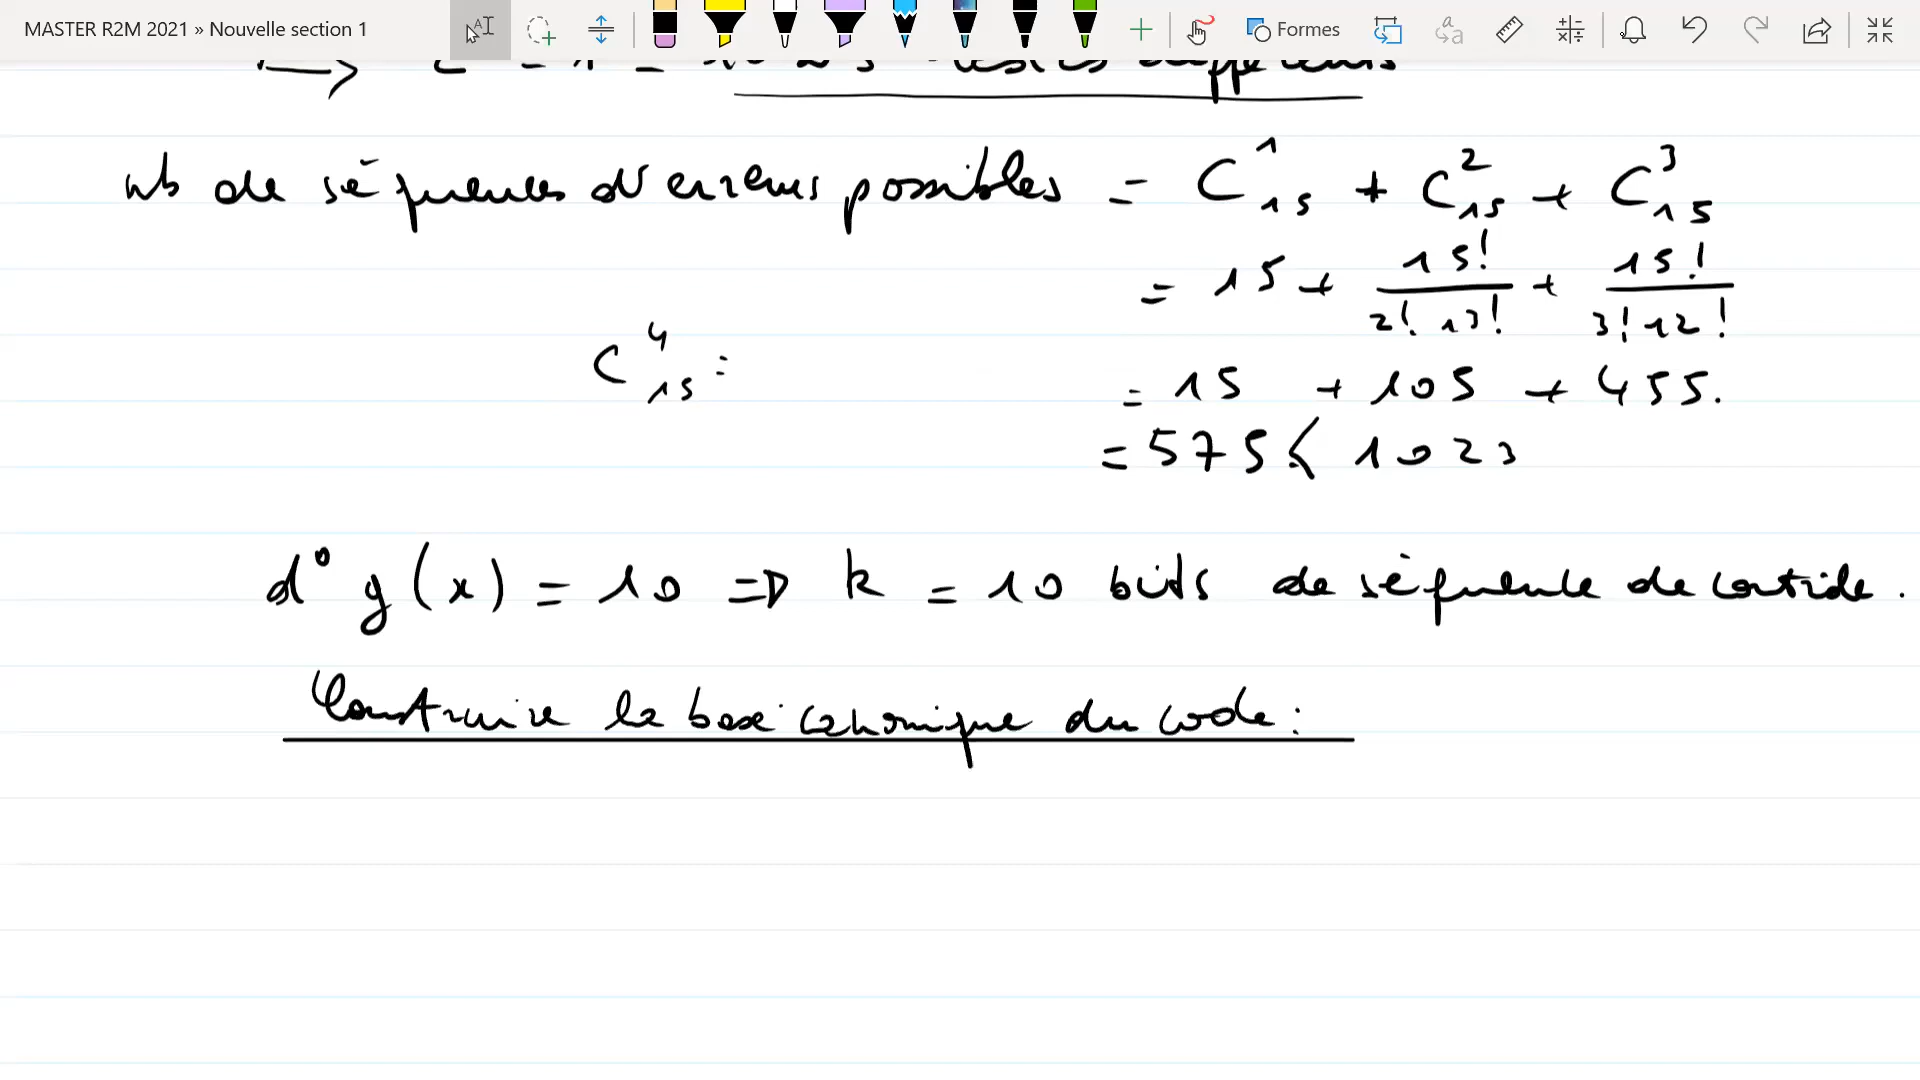 MASTER R2M 2021 » Nouvelle section 1
Formes
nb de séquences d'erreurs possibles = C¹₁₅ + C²₁₅ + C³₁₅
= 15 + 15!/2! 13! + 15!/3! 12!
C⁴₁₅ =
= 15 + 105 + 455.
= 575 < 1023
d° g(x) = 10 => k = 10 bits de séquence de contrôle.
Construire la base canonique du code :